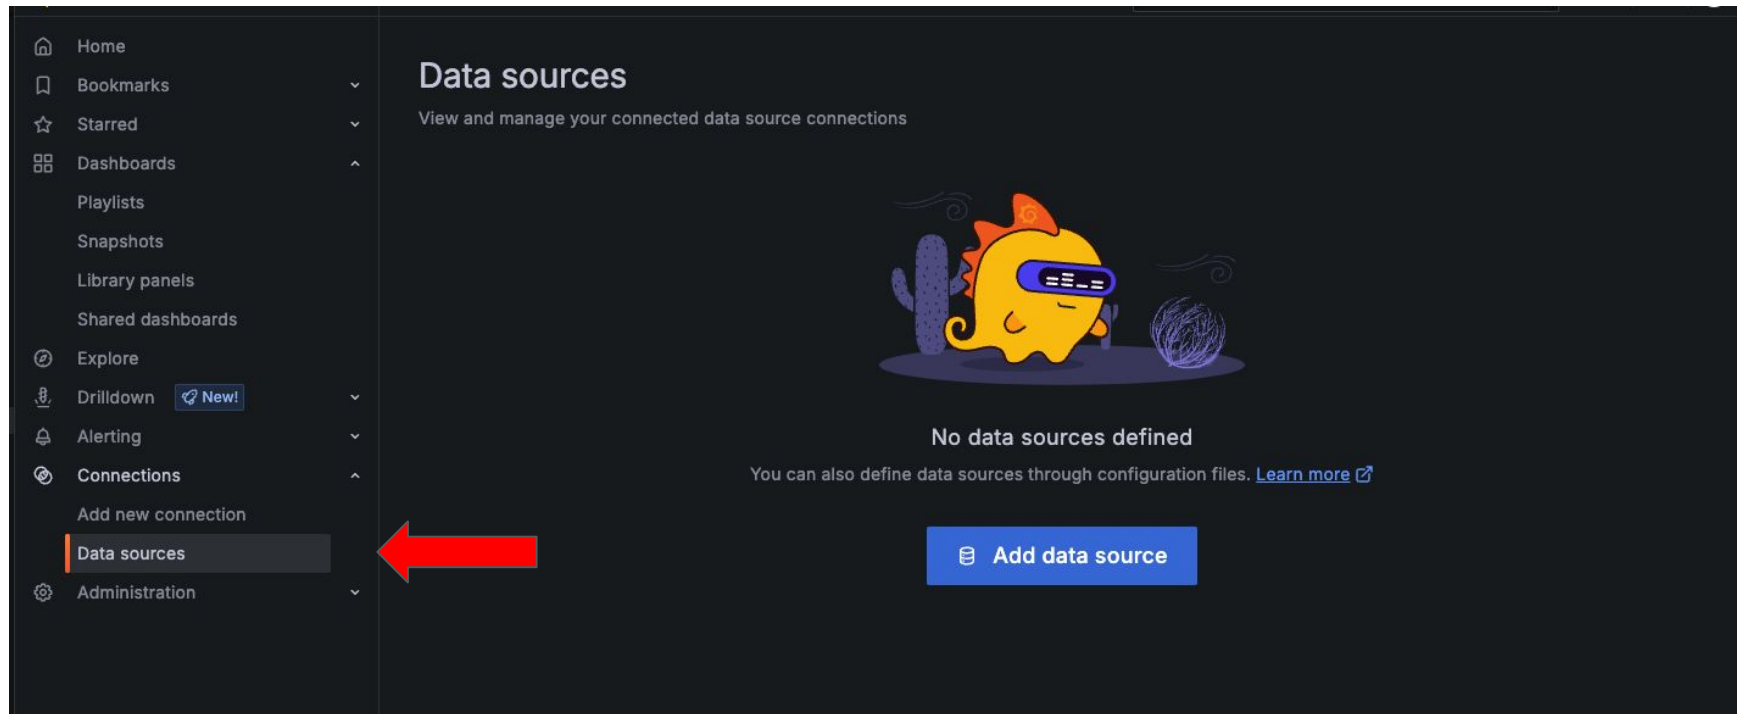 Home
Bookmarks
Starred
Dashboards
Playlists
Snapshots
Library panels
Shared dashboards
Explore
Drilldown New!
Alerting
Connections
Add new connection
Data sources
Administration
Data sources
View and manage your connected data source connections
No data sources defined
You can also define data sources through configuration files. Learn more
Add data source